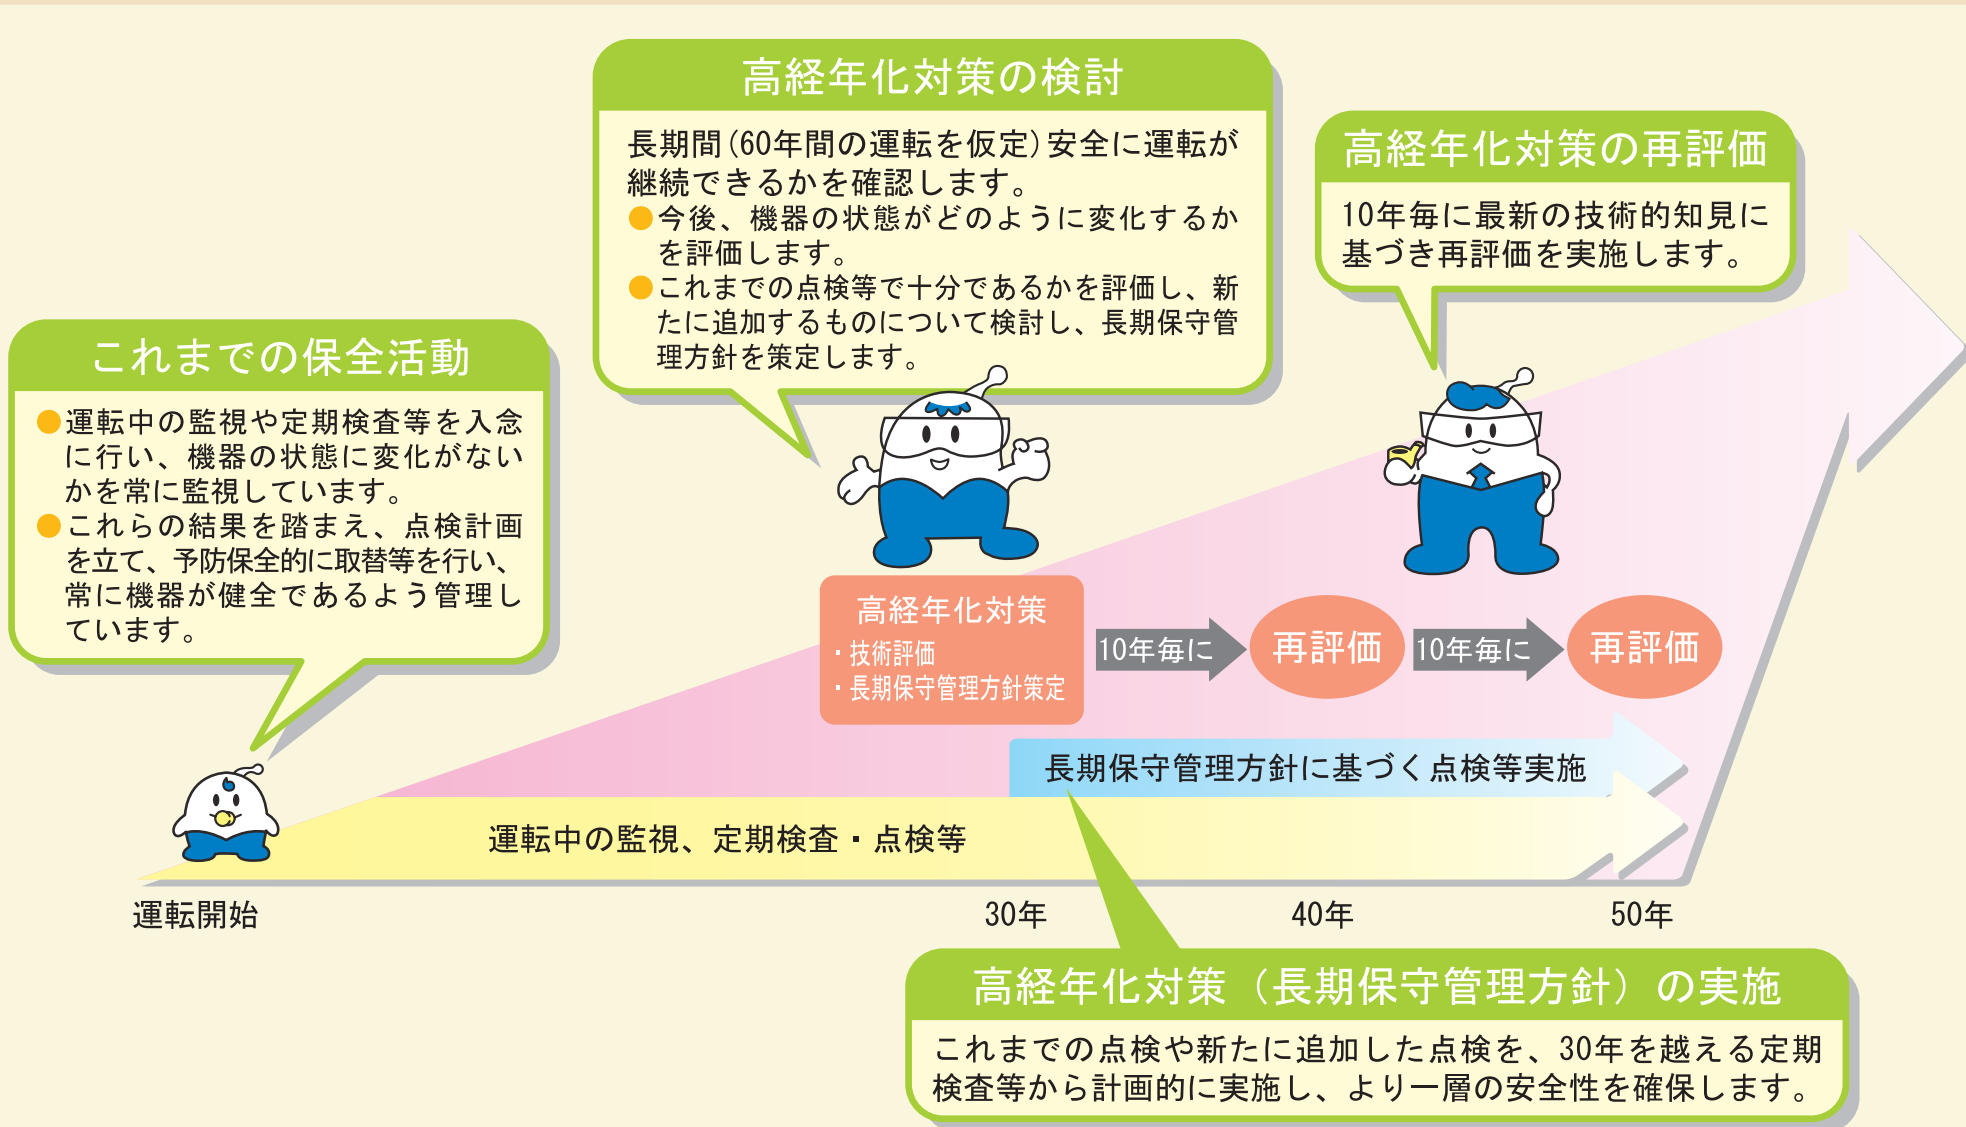 高経年化対策の検討
長期間(60年間の運転を仮定)安全に運転が
継続できるかを確認します。
●今後、機器の状態がどのように変化するか
を評価します。
●これまでの点検等で十分であるかを評価し、新
たに追加するものについて検討し、長期保守管
理方針を策定します。
高経年化対策の再評価
10年毎に最新の技術的知見に
基づき再評価を実施します。
これまでの保全活動
●運転中の監視や定期検査等を入念
に行い、機器の状態に変化がない
かを常に監視しています。
●これらの結果を踏まえ、点検計画
を立て、予防保全的に取替等を行い、
常に機器が健全であるよう管理し
ています。
高経年化対策
・技術評価
・長期保守管理方針策定
10年毎に
再評価
10年毎に
再評価
長期保守管理方針に基づく点検等実施
運転中の監視、定期検査・点検等
運転開始
30年
40年
50年
高経年化対策（長期保守管理方針）の実施
これまでの点検や新たに追加した点検を、30年を越える定期
検査等から計画的に実施し、より一層の安全性を確保します。